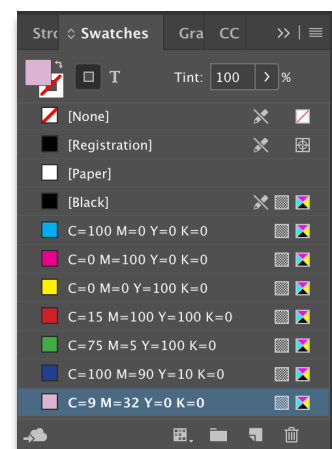 Strc Swatches Gra CC
T Tint: 100 %
[None]
[Registration]
[Paper]
[Black]
C=100 M=0 Y=0 K=0
C=0 M=100 Y=0 K=0
C=0 M=0 Y=100 K=0
C=15 M=100 Y=100 K=0
C=75 M=5 Y=100 K=0
C=100 M=90 Y=10 K=0
C=9 M=32 Y=0 K=0